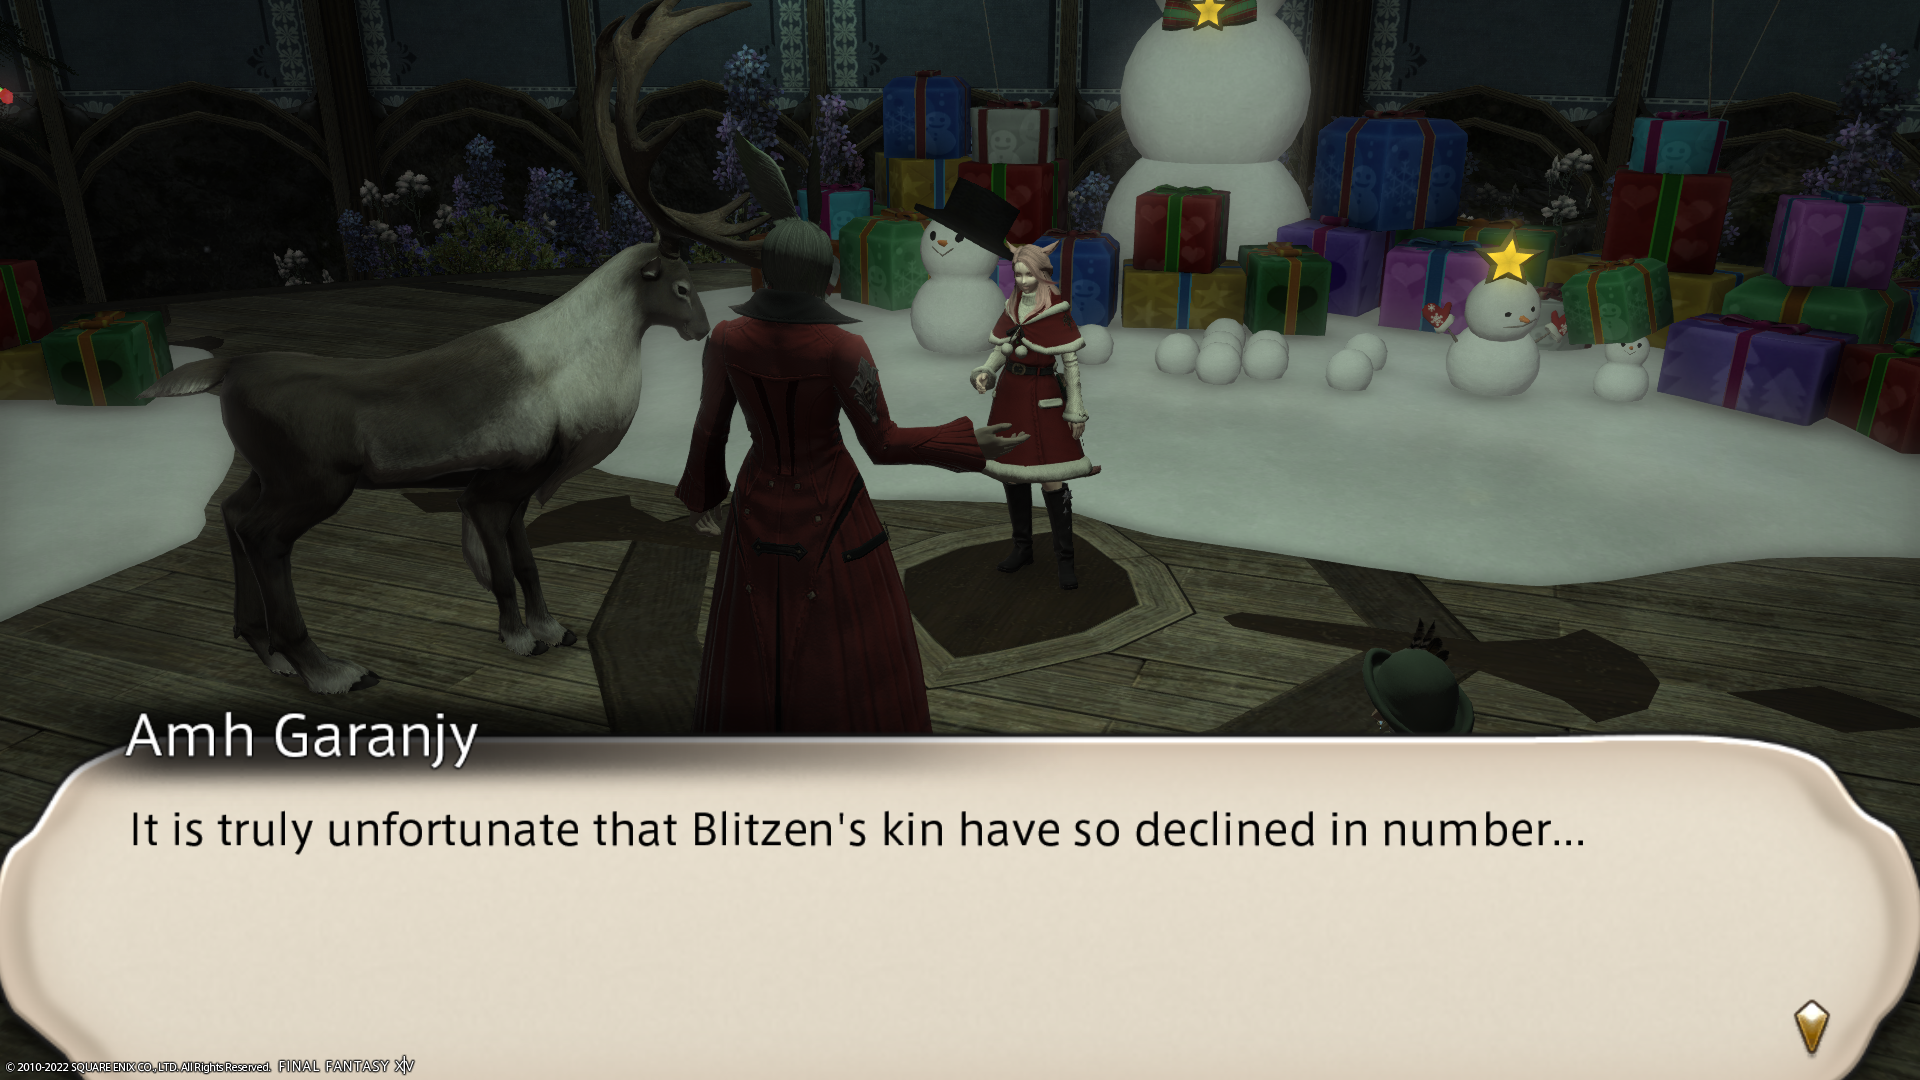 Amh Garanjy
It is truly unfortunate that Blitzen's kin have so declined in number...
© 2010-2022 SQUARE ENIX CO., LTD. All Rights Reserved. FINAL FANTASY XIV